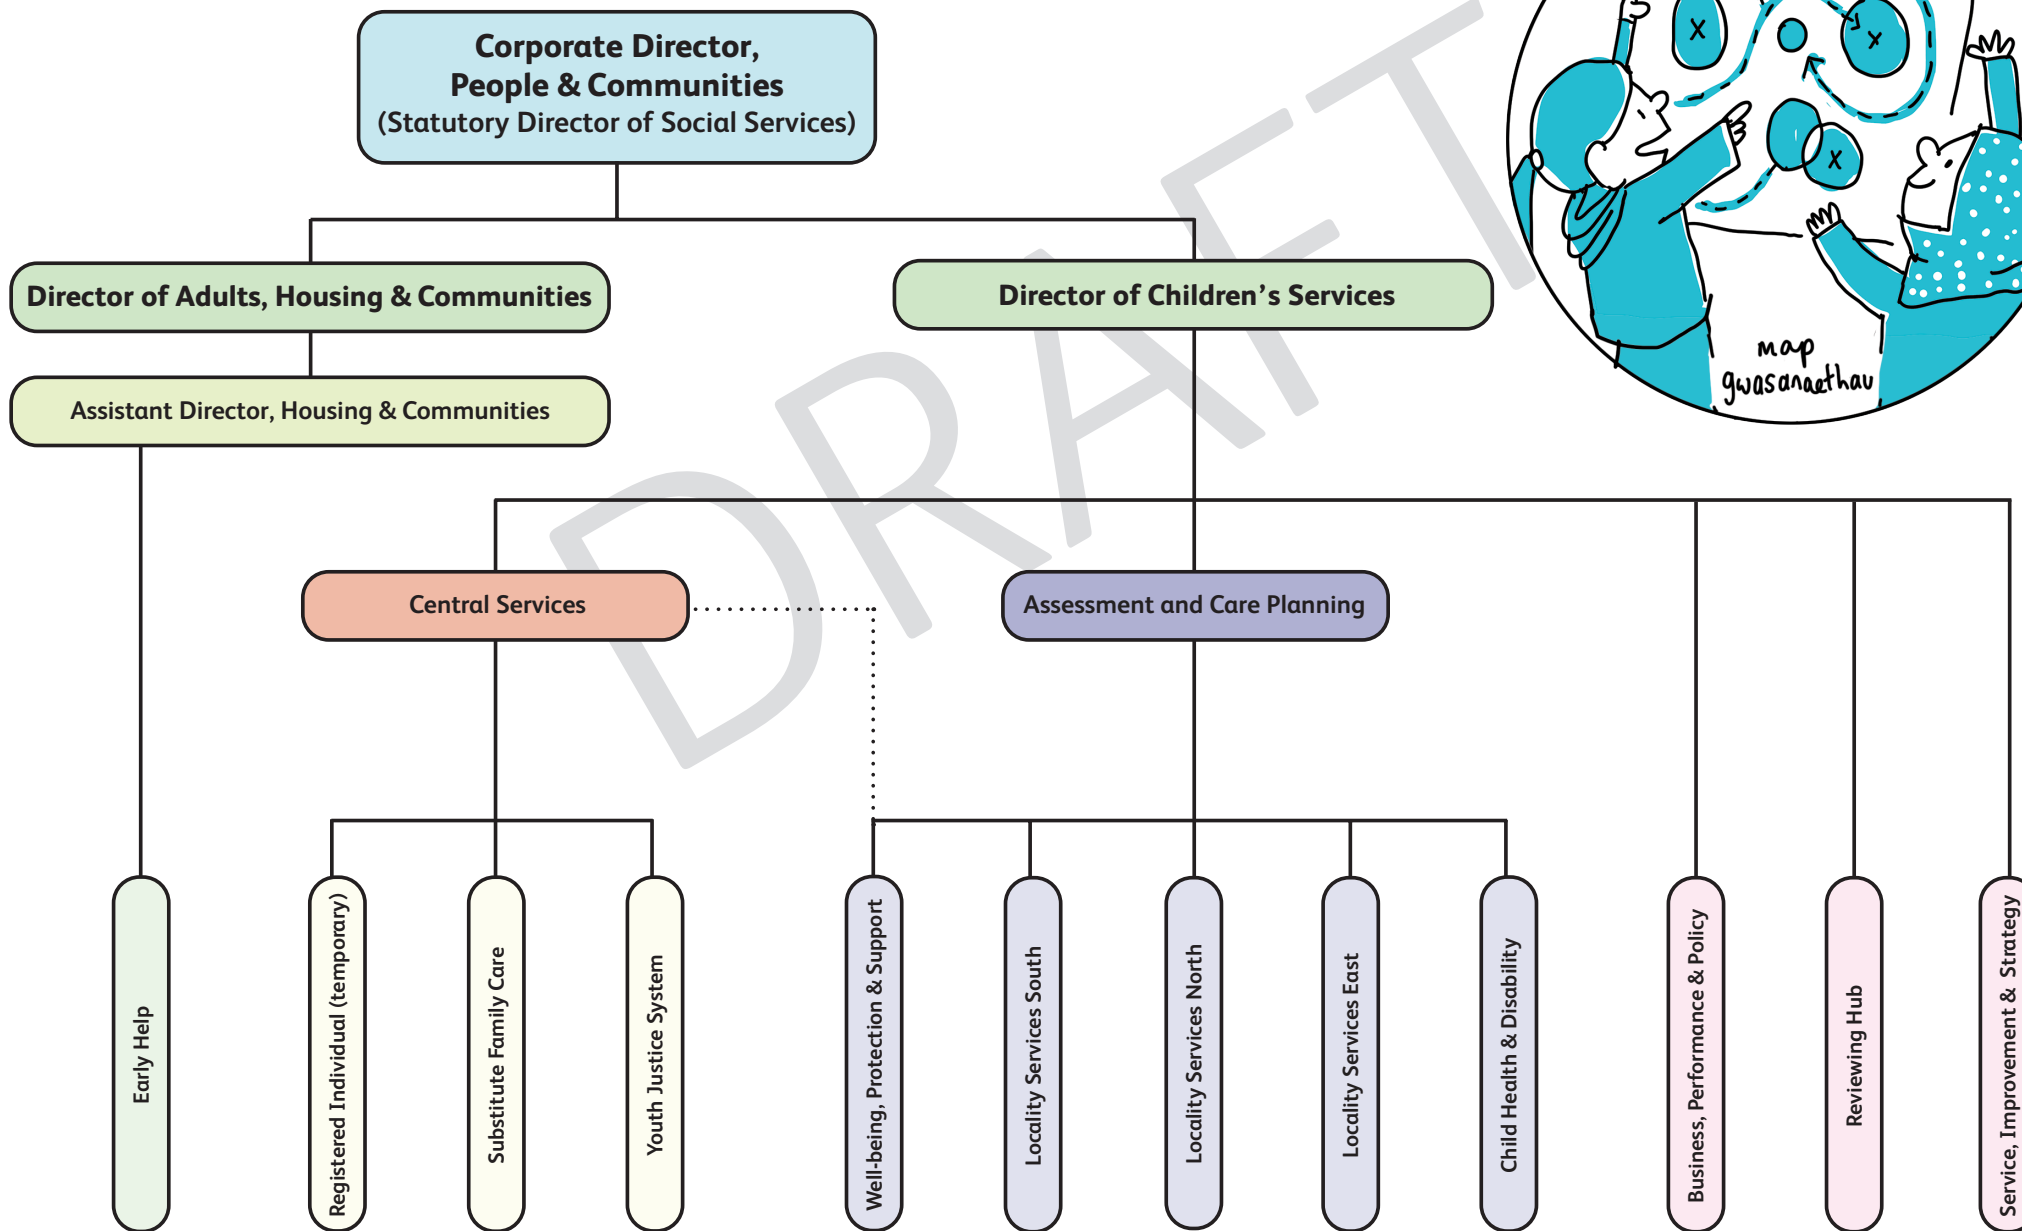 Corporate Director,
People & Communities
(Statutory Director of Social Services)
Director of Adults, Housing & Communities
Director of Children’s Services
Assistant Director, Housing & Communities
map
gwasanaethau
Central Services
Assessment and Care Planning
Early Help
Registered Individual (temporary)
Substitute Family Care
Youth Justice System
Well-being, Protection & Support
Locality Services South
Locality Services North
Locality Services East
Child Health & Disability
Business, Performance & Policy
Reviewing Hub
Service, Improvement & Strategy
DRAFT
X
X
X